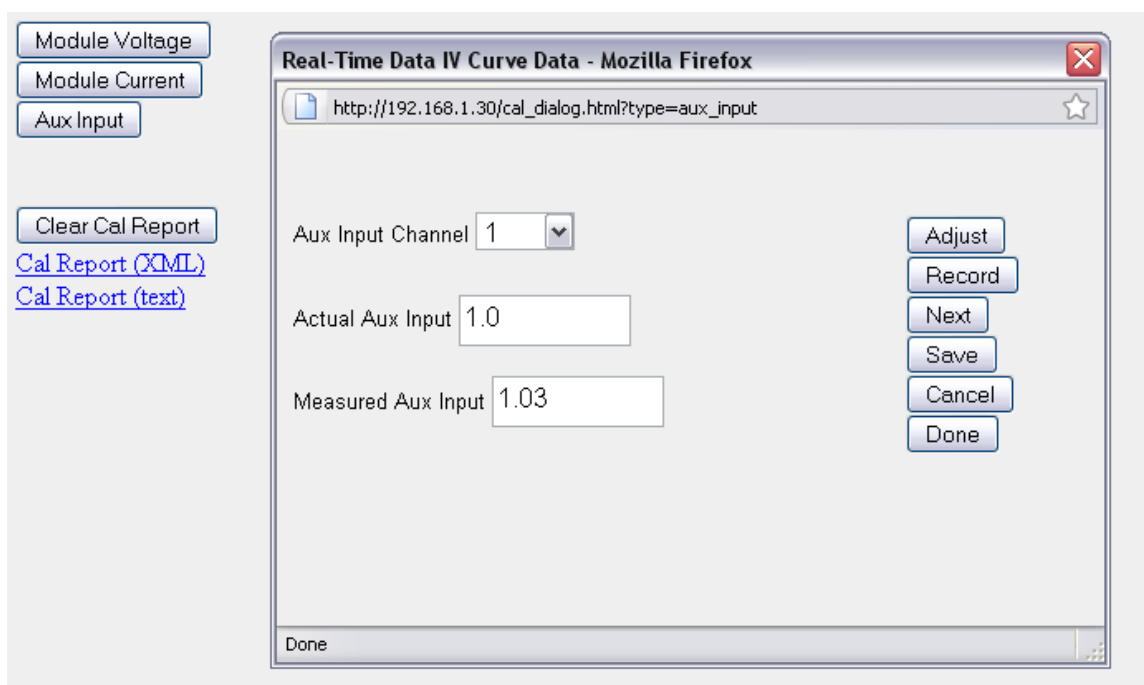 Module Voltage
Module Current
Aux Input
Clear Cal Report
Cal Report (XML)
Cal Report (text)
Real-Time Data IV Curve Data - Mozilla Firefox
http://192.168.1.30/cal_dialog.html?type=aux_input
Aux Input Channel 1
Actual Aux Input 1.0
Measured Aux Input 1.03
Adjust
Record
Next
Save
Cancel
Done
Done